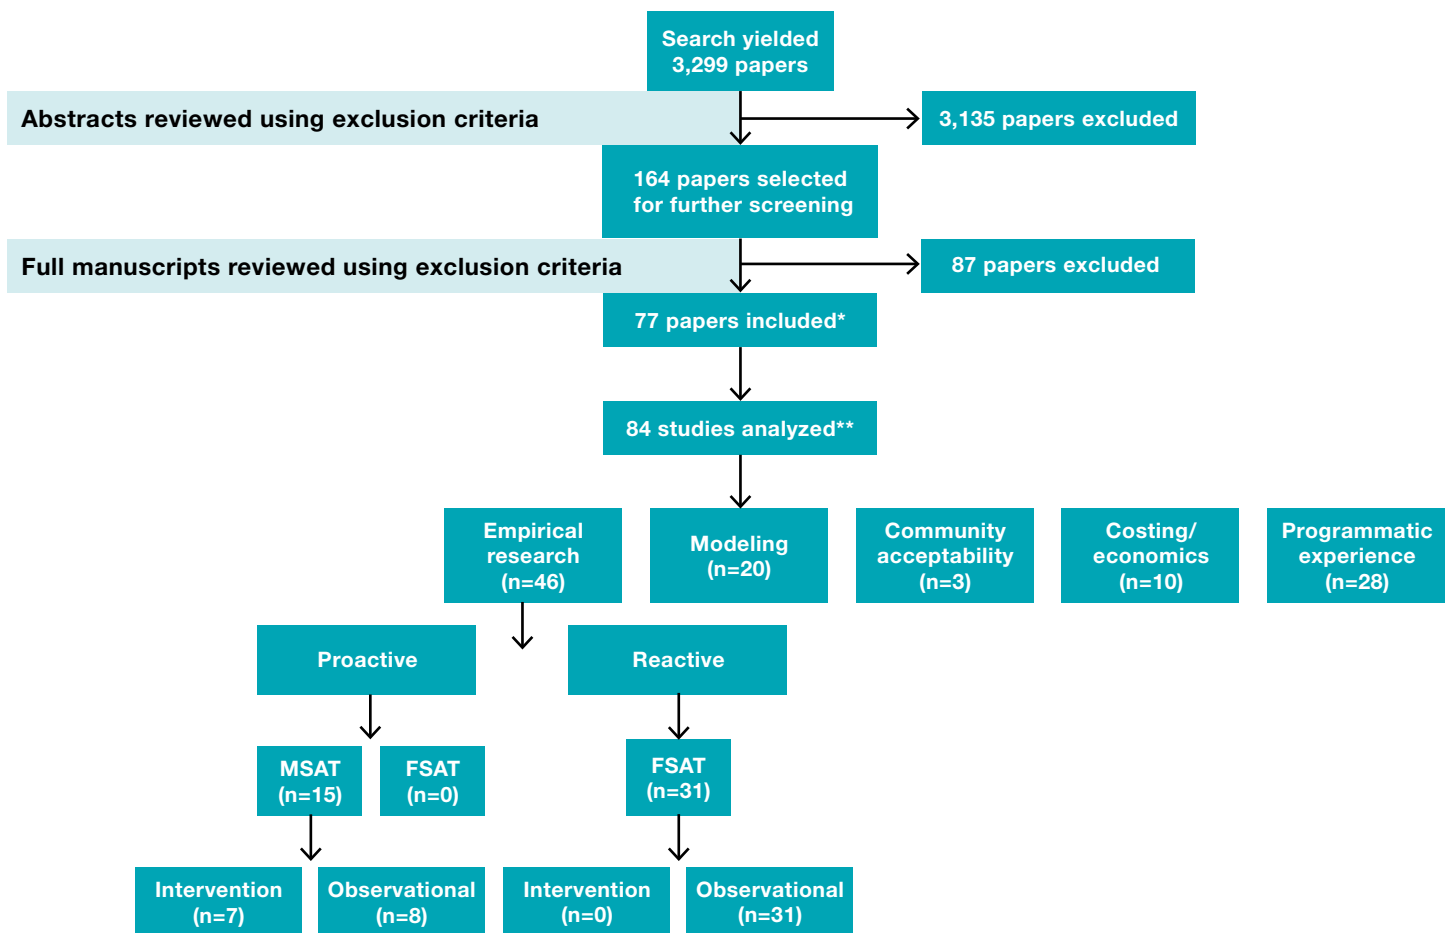 Search yielded
3,299 papers
Abstracts reviewed using exclusion criteria
3,135 papers excluded
164 papers selected
for further screening
Full manuscripts reviewed using exclusion criteria
87 papers excluded
77 papers included*
84 studies analyzed**
Empirical
research
(n=46)
Modeling
(n=20)
Community
acceptability
(n=3)
Costing/
economics
(n=10)
Programmatic
experience
(n=28)
Proactive
Reactive
MSAT
(n=15)
FSAT
(n=0)
FSAT
(n=31)
Intervention
(n=7)
Observational
(n=8)
Intervention
(n=0)
Observational
(n=31)